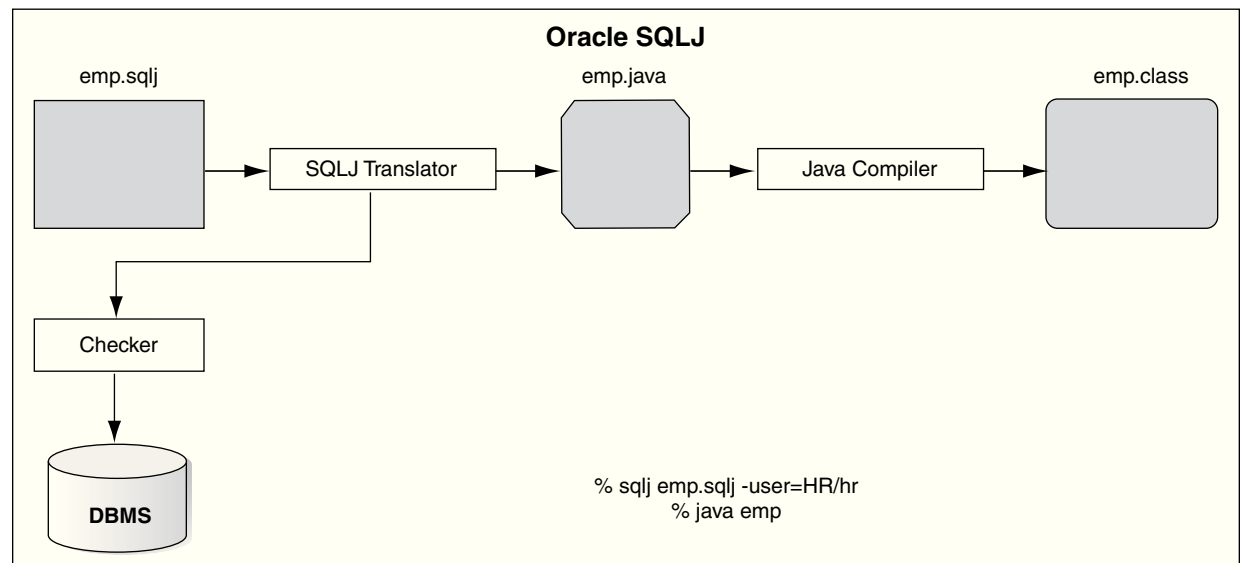 Oracle SQLJ
emp.sqlj
emp.java
emp.class
SQLJ Translator
Java Compiler
Checker
DBMS
% sqlj emp.sqlj -user=HR/hr
% java emp